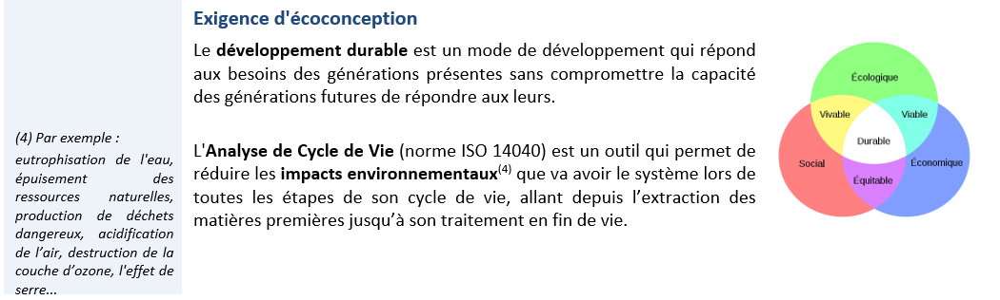 Exigence d'écoconception
Le développement durable est un mode de développement qui répond
aux besoins des générations présentes sans compromettre la capacité
des générations futures de répondre aux leurs.
L'Analyse de Cycle de Vie (norme ISO 14040) est un outil qui permet de
réduire les impacts environnementaux(4) que va avoir le système lors de
toutes les étapes de son cycle de vie, allant depuis l’extraction des
matières premières jusqu’à son traitement en fin de vie.
(4) Par exemple :
eutrophisation de l'eau,
épuisement des
ressources naturelles,
production de déchets
dangereux, acidification
de l’air, destruction de la
couche d’ozone, l'effet de
serre...
Écologique
Vivable
Viable
Durable
Social
Économique
Équitable